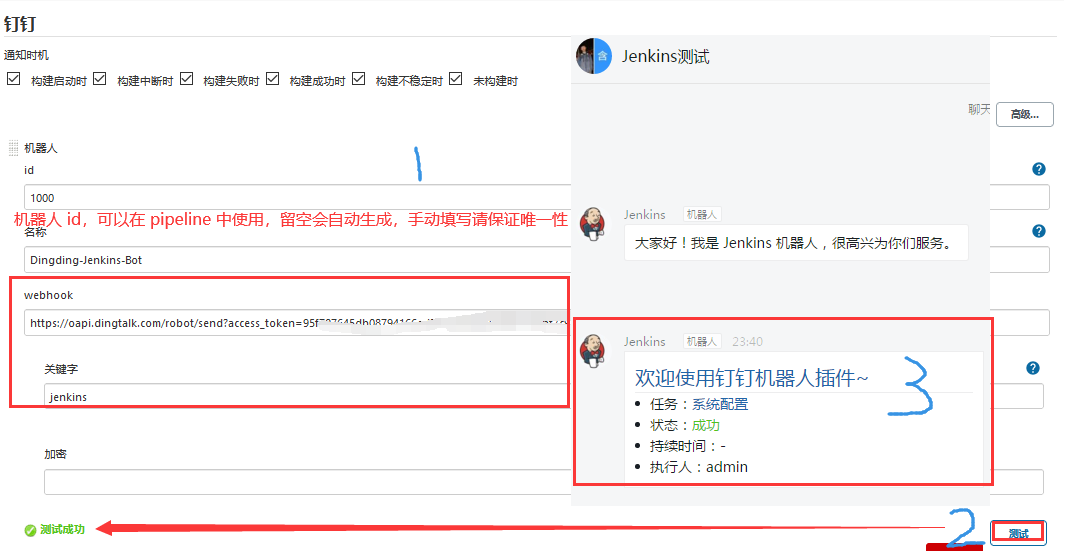 钉钉
通知时机
构建启动时 构建中断时 构建失败时 构建成功时 构建不稳定时 未构建时
Jenkins测试
聊天
高级...
机器人
id
1
1000
机器人 id，可以在 pipeline 中使用，留空会自动生成，手动填写请保证唯一性
名称
Dingding-Jenkins-Bot
webhook
https://oapi.dingtalk.com/robot/send?access_token=95f
关键字
jenkins
加密
Jenkins 机器人
大家好！我是 Jenkins 机器人，很高兴为你们服务。
Jenkins 机器人 23:40
欢迎使用钉钉机器人插件~
3
任务：系统配置
状态：成功
持续时间：-
执行人：admin
测试成功
2
测试